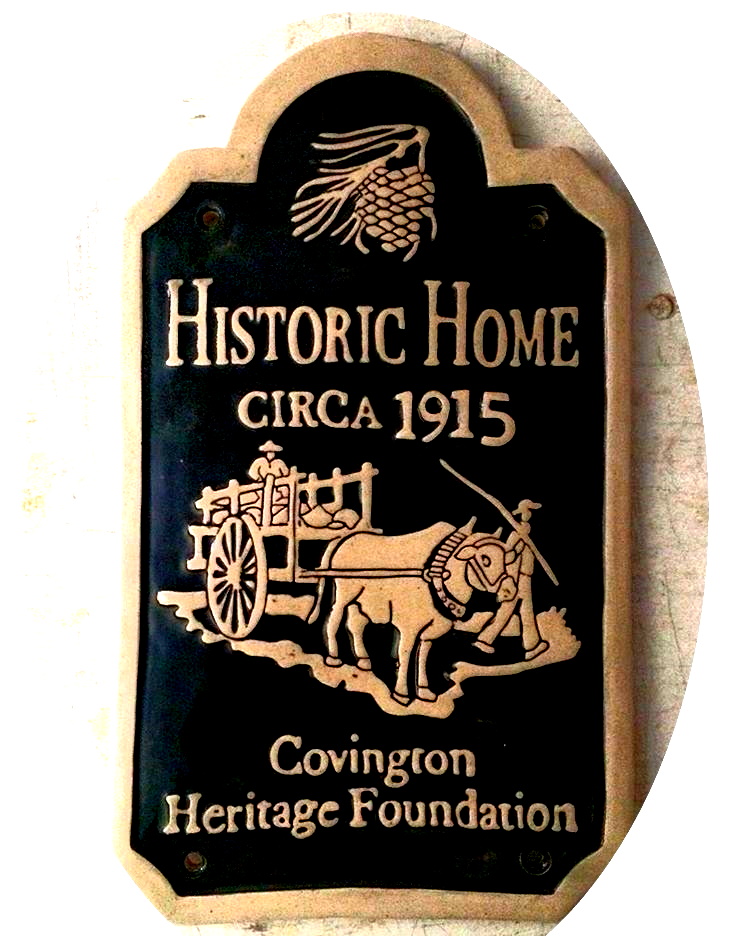 HISTORIC HOME
CIRCA 1915
Covington
Heritage Foundation